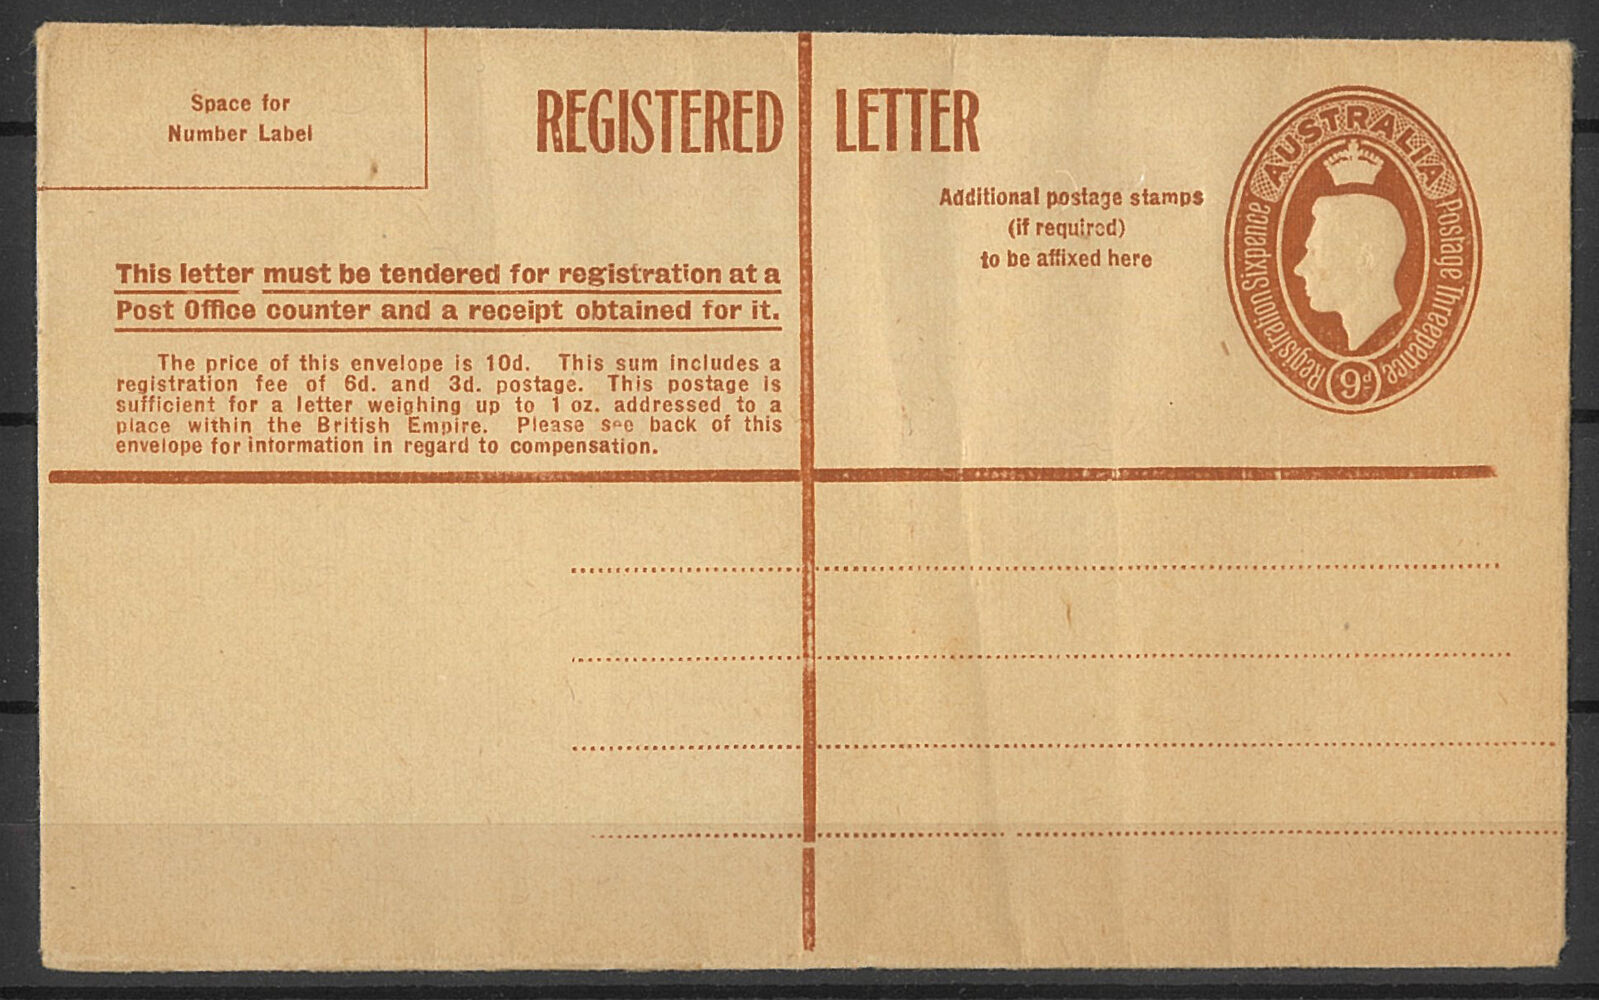 Space for
Number Label
REGISTERED LETTER
Additional postage stamps
(if required)
to be affixed here
AUSTRALIA
Registration Sixpence
Postage Threepence
9d
This letter must be tendered for registration at a
Post Office counter and a receipt obtained for it.
The price of this envelope is 10d. This sum includes a
registration fee of 6d. and 3d. postage. This postage is
sufficient for a letter weighing up to 1 oz. addressed to a
place within the British Empire. Please see back of this
envelope for information in regard to compensation.